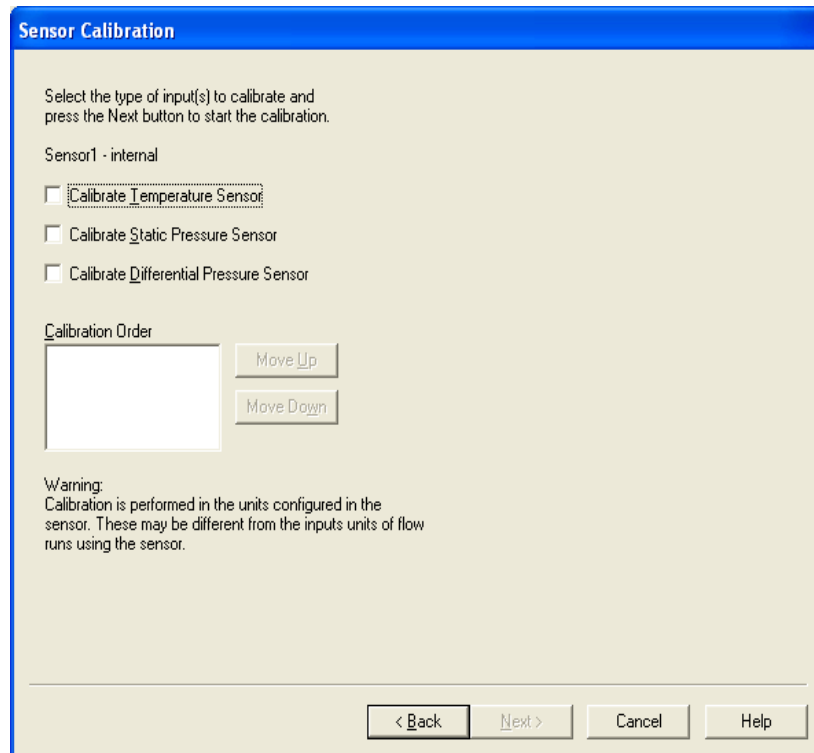 Sensor Calibration
Select the type of input(s) to calibrate and
press the Next button to start the calibration.
Sensor1 - internal
Calibrate Temperature Sensor
Calibrate Static Pressure Sensor
Calibrate Differential Pressure Sensor
Calibration Order
Move Up
Move Down
Warning:
Calibration is performed in the units configured in the
sensor. These may be different from the inputs units of flow
runs using the sensor.
< Back
Next >
Cancel
Help